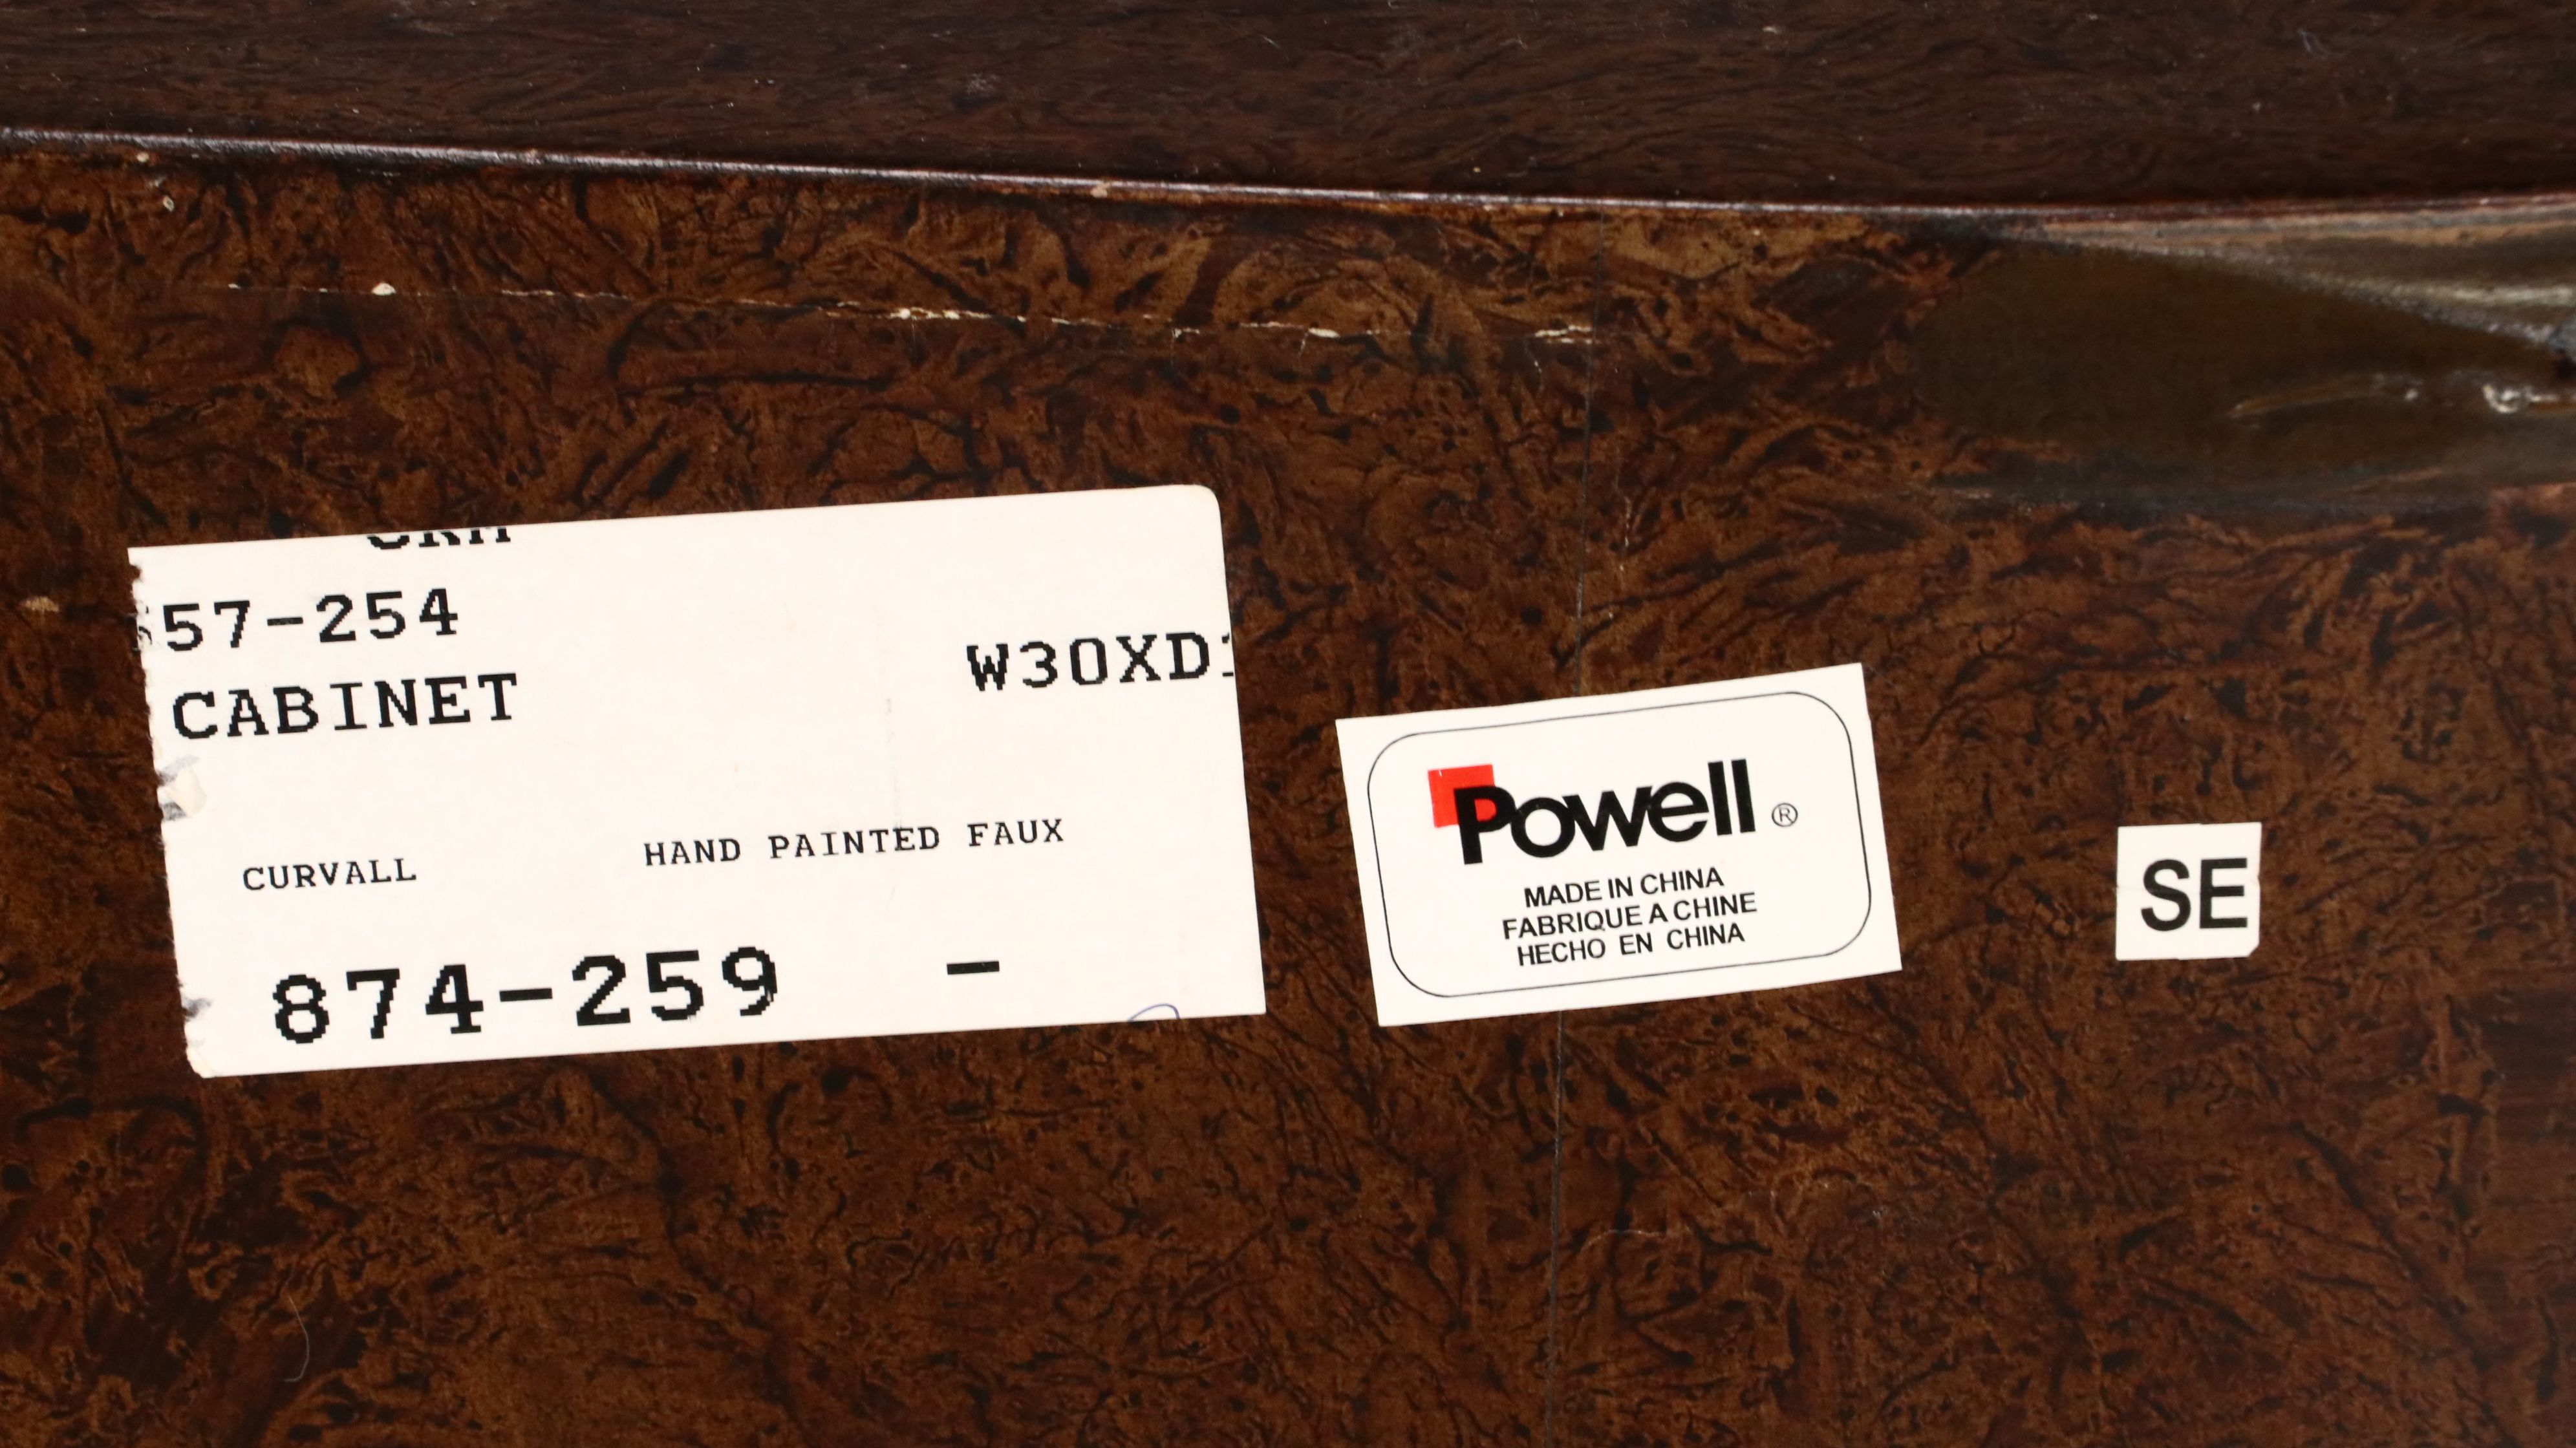 57-254
CABINET
W30XD
CURVALL
HAND PAINTED FAUX
874-259 -
Powell ®
MADE IN CHINA
FABRIQUE A CHINE
HECHO EN CHINA
SE